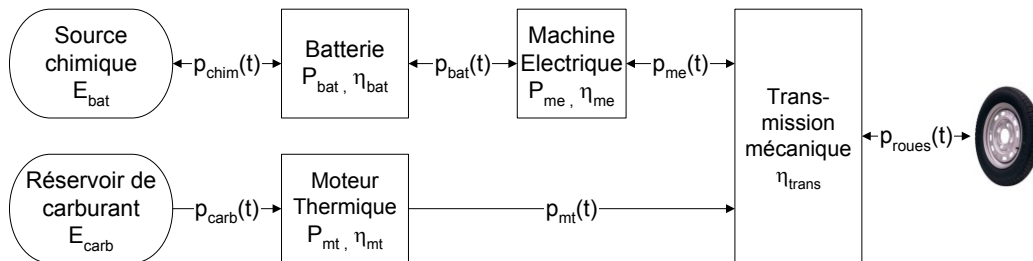 Source
chimique
E_bat
p_chim(t)
Batterie
P_bat , η_bat
p_bat(t)
Machine
Electrique
P_me , η_me
p_me(t)
Trans-
mission
mécanique
η_trans
p_roues(t)
Réservoir de
carburant
E_carb
p_carb(t)
Moteur
Thermique
P_mt , η_mt
p_mt(t)